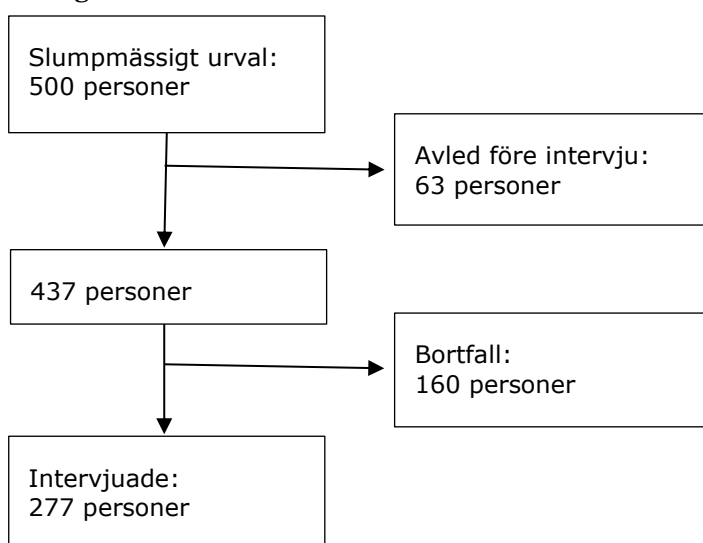 Slumpmässigt urval:
500 personer
Avled före intervju:
63 personer
437 personer
Bortfall:
160 personer
Intervjuade:
277 personer